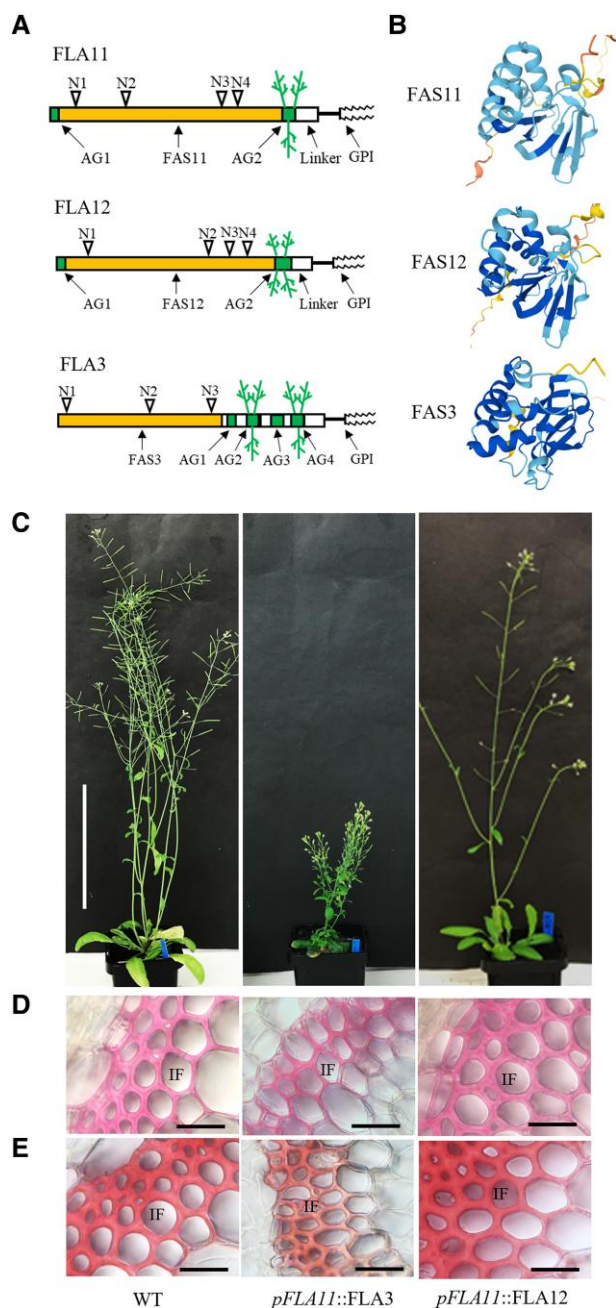 A
B
FLA11
N1 N2 N3 N4
AG1 FAS11 AG2 Linker GPI
FAS11
FLA12
N1 N2 N3 N4
AG1 FAS12 AG2 Linker GPI
FAS12
FLA3
N1 N2 N3
FAS3 AG1 AG2 AG3 AG4 GPI
FAS3
C
D
IF IF IF
E
IF IF IF
WT pFLA11::FLA3 pFLA11::FLA12